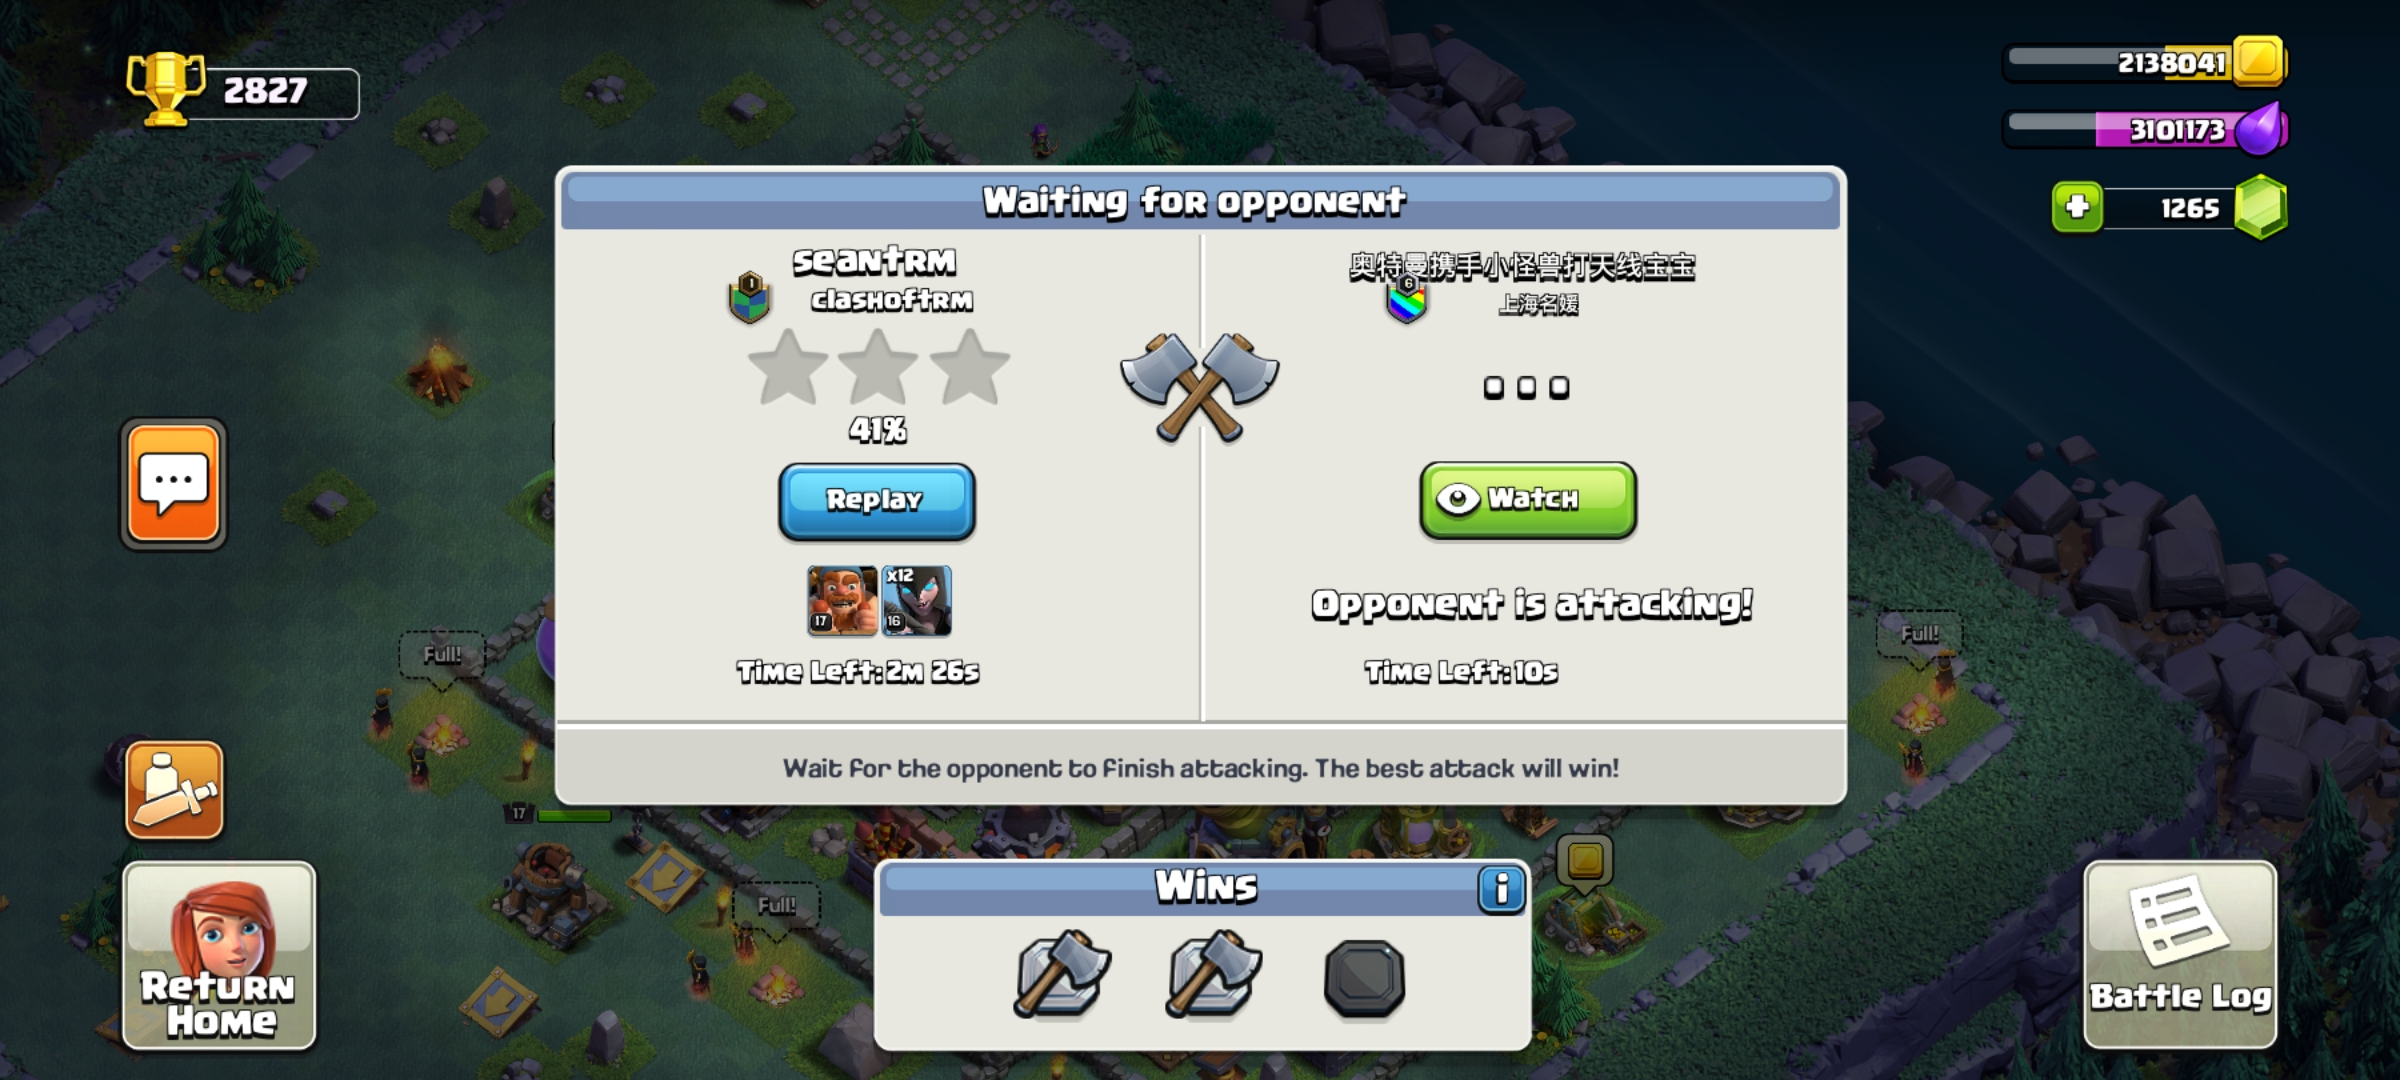 2827
2138041
3101173
1265
Waiting for opponent
seantrm
1
clashoftrm
41%
Replay
17
x12
16
Time Left:2m 26s
奥特曼携手小怪兽打天线宝宝
6
上海名媛
Watch
Opponent is attacking!
Time Left:10s
Wait for the opponent to finish attacking. The best attack will win!
Full!
Full!
17
Full!
Wins
i
Return
Home
Battle Log